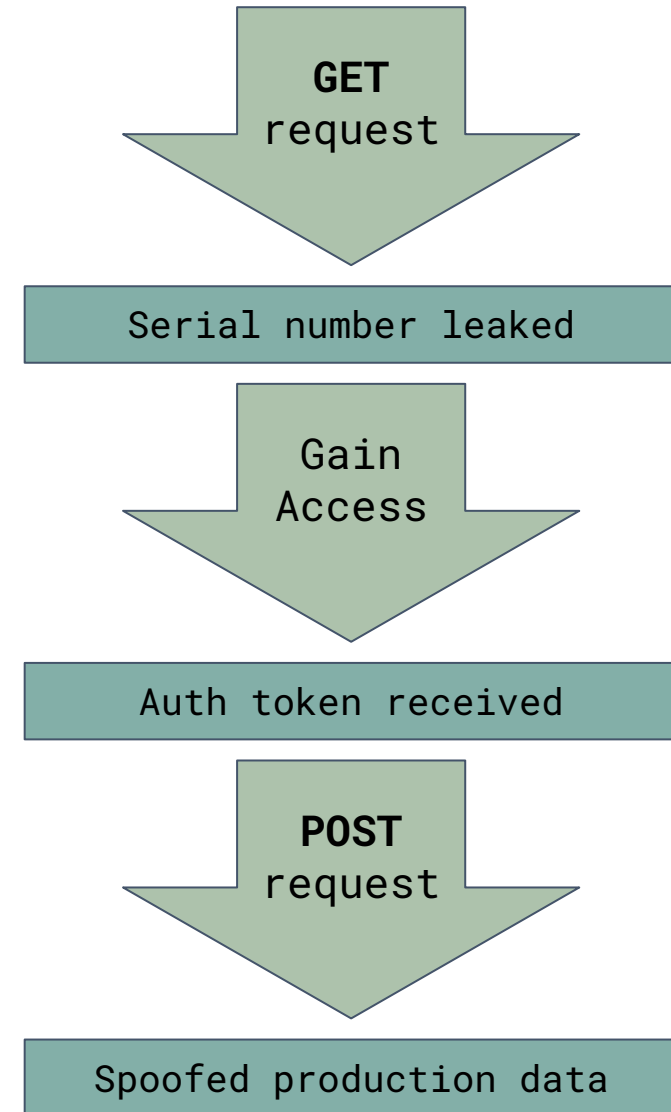 GET
request
Serial number leaked
Gain
Access
Auth token received
POST
request
Spoofed production data